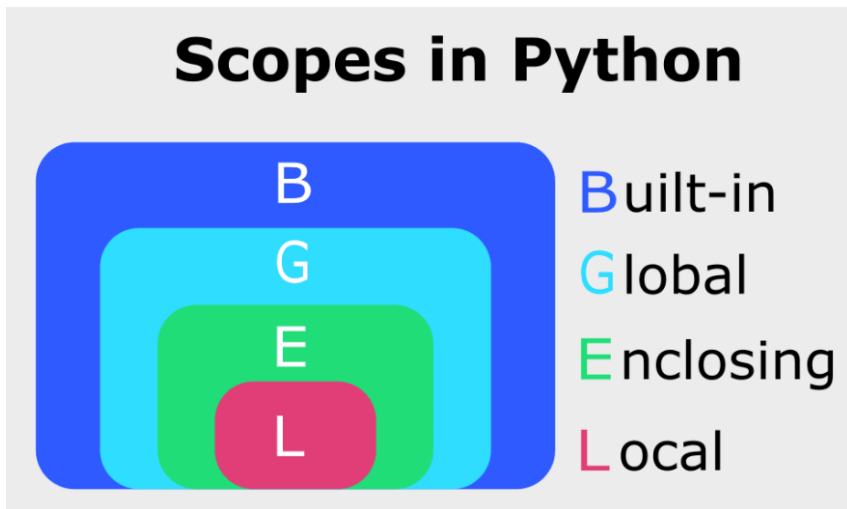 Scopes in Python
B
G
E
L
Built-in
Global
Enclosing
Local